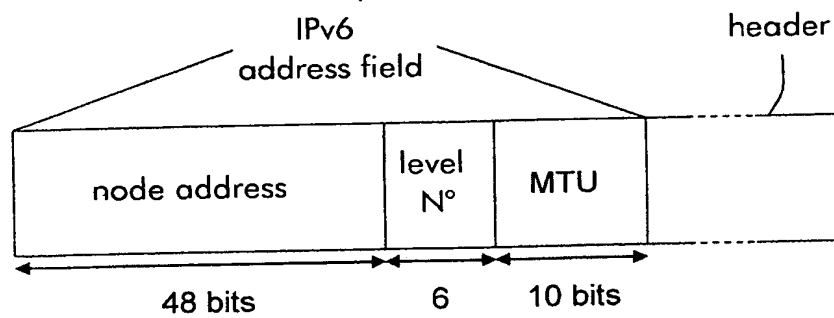 IPv6
address field
header
node address
level
N°
MTU
48 bits
6
10 bits